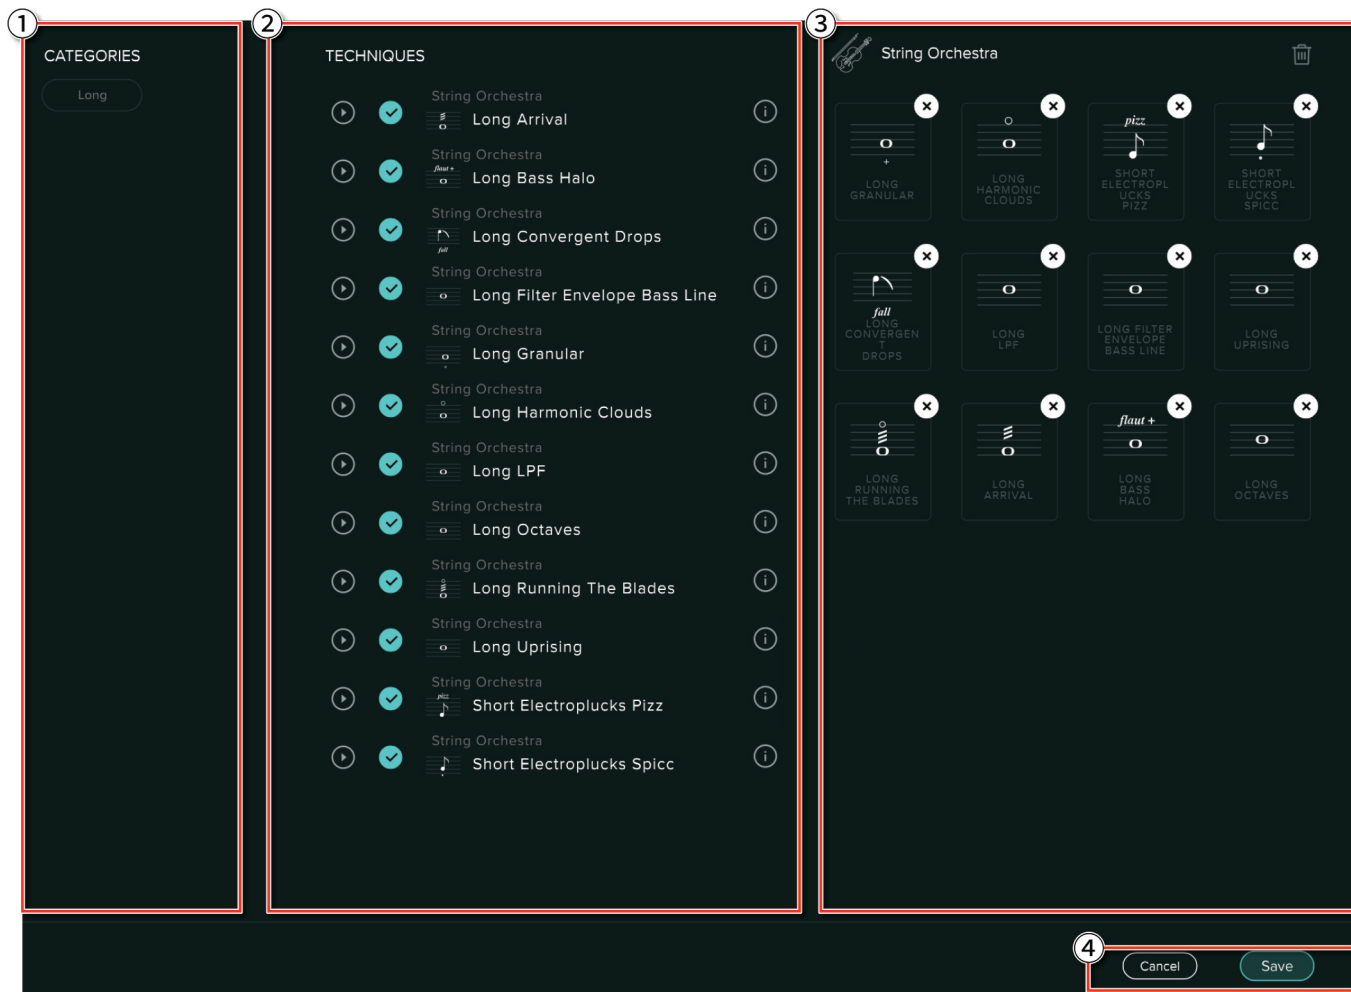 1
CATEGORIES
Long
2
TECHNIQUES
String Orchestra
Long Arrival
String Orchestra
flaut +
Long Bass Halo
String Orchestra
fall
Long Convergent Drops
String Orchestra
Long Filter Envelope Bass Line
String Orchestra
Long Granular
String Orchestra
Long Harmonic Clouds
String Orchestra
Long LPF
String Orchestra
Long Octaves
String Orchestra
Long Running The Blades
String Orchestra
Long Uprising
String Orchestra
pizz
Short Electroplucks Pizz
String Orchestra
Short Electroplucks Spicc
3
String Orchestra
LONG
GRANULAR
LONG
HARMONIC
CLOUDS
pizz
SHORT
ELECTROPL
UCKS
PIZZ
SHORT
ELECTROPL
UCKS
SPICC
fall
LONG
CONVERGEN
T
DROPS
LONG
LPF
LONG FILTER
ENVELOPE
BASS LINE
LONG
UPRISING
LONG
RUNNING
THE BLADES
LONG
ARRIVAL
flaut +
LONG
BASS
HALO
LONG
OCTAVES
4
Cancel
Save